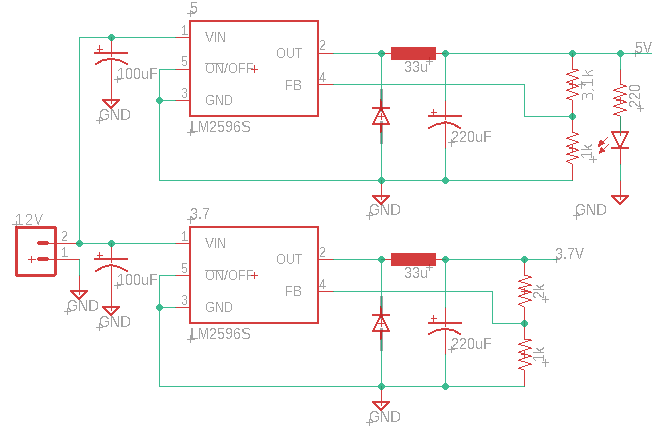 5
1 VIN
5 ON/OFF
3 GND
OUT 2
FB 4
LM2596S
100uF
GND
33u
220uF
3.1k
1k
220
5V
GND
GND
12V
2
1
GND
3.7
1 VIN
5 ON/OFF
3 GND
OUT 2
FB 4
LM2596S
100uF
GND
33u
220uF
2k
1k
3.7V
GND